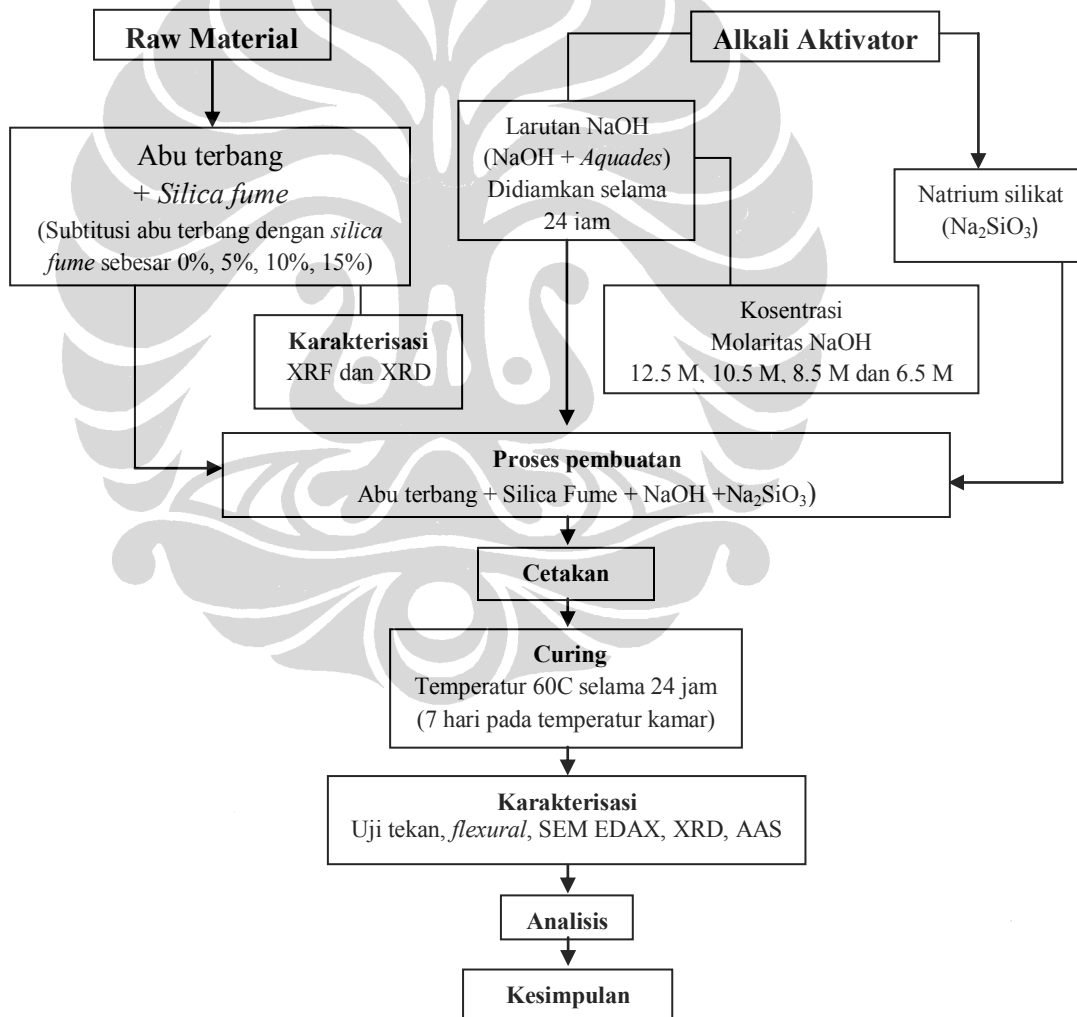 Raw Material
Alkali Aktivator
Abu terbang
+ Silica fume
(Subtitusi abu terbang dengan silica
fume sebesar 0%, 5%, 10%, 15%)
Larutan NaOH
(NaOH + Aquades)
Didiamkan selama
24 jam
Natrium silikat
(Na₂SiO₃)
Karakterisasi
XRF dan XRD
Kosentrasi
Molaritas NaOH
12.5 M, 10.5 M, 8.5 M dan 6.5 M
Proses pembuatan
Abu terbang + Silica Fume + NaOH +Na₂SiO₃)
Cetakan
Curing
Temperatur 60C selama 24 jam
(7 hari pada temperatur kamar)
Karakterisasi
Uji tekan, flexural, SEM EDAX, XRD, AAS
Analisis
Kesimpulan